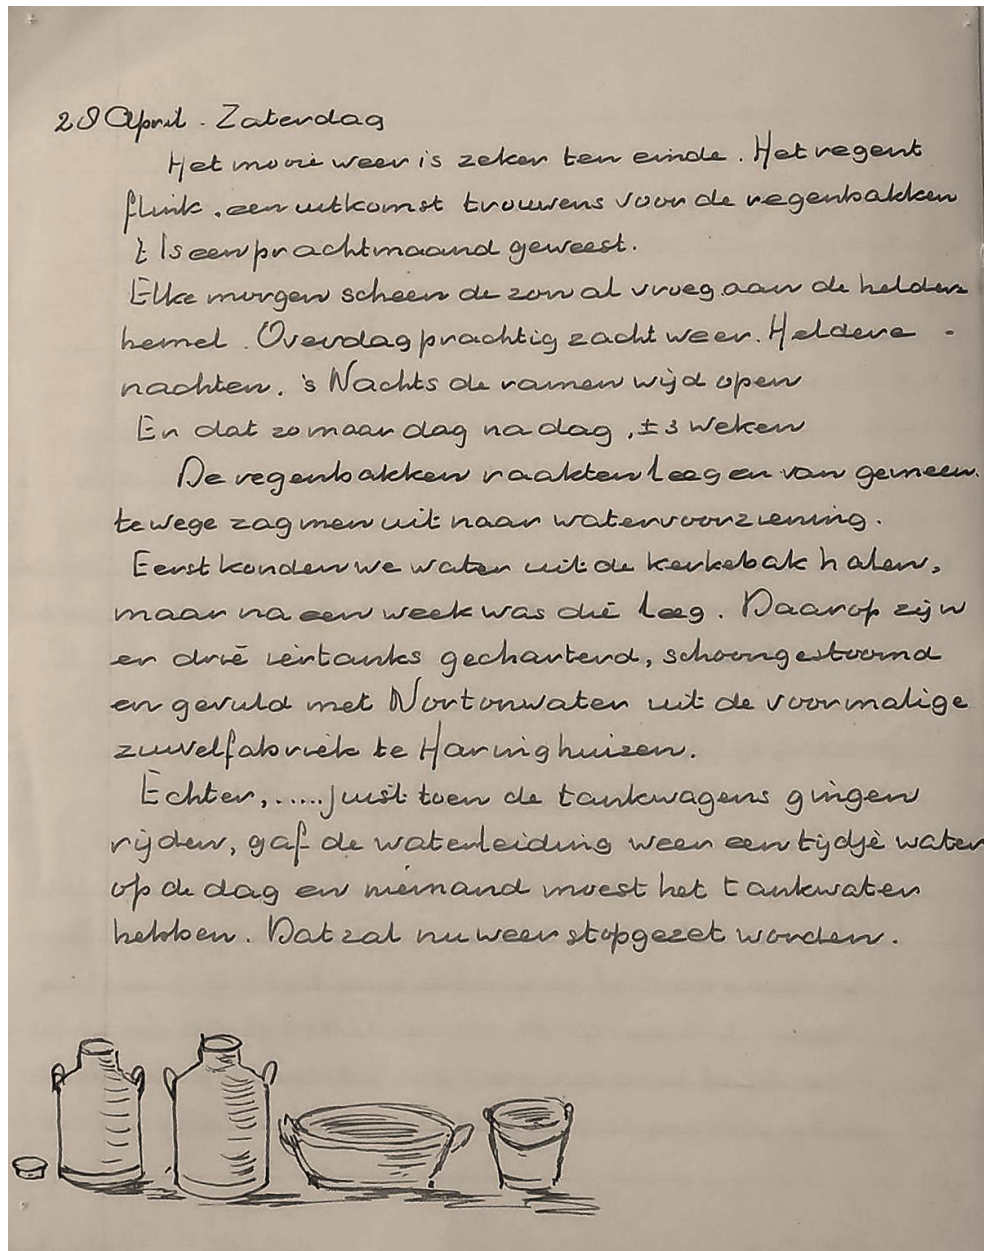 28 April. Zaterdag
Het mooie weer is zeker ten einde. Het regent
flink, een uitkomst trouwens voor de regenbakken
't Is een prachtmaand geweest.
Elke morgen scheen de zon al vroeg aan de heldere
hemel. Overdag prachtig zacht weer. Heldere -
nachten. 's Nachts de ramen wijd open
En dat zo maar dag na dag, ± 3 weken
De regenbakken raakten leeg en van gemeen-
tewege zag men uit naar watervoorziening.
Eerst konden we water uit de kerkebak halen,
maar na een week was die leeg. Daarop zijn
er drie iertanks gecharterd, schoongestoomd
en gevuld met Nortonwater uit de voormalige
zuivelfabriek te Haringhuizen.
Echter, ..... juist toen de tankwagens gingen
rijden, gaf de waterleiding weer een tijdje water
op de dag en niemand moest het tankwater
hebben. Dat zal nu weer stopgezet worden.